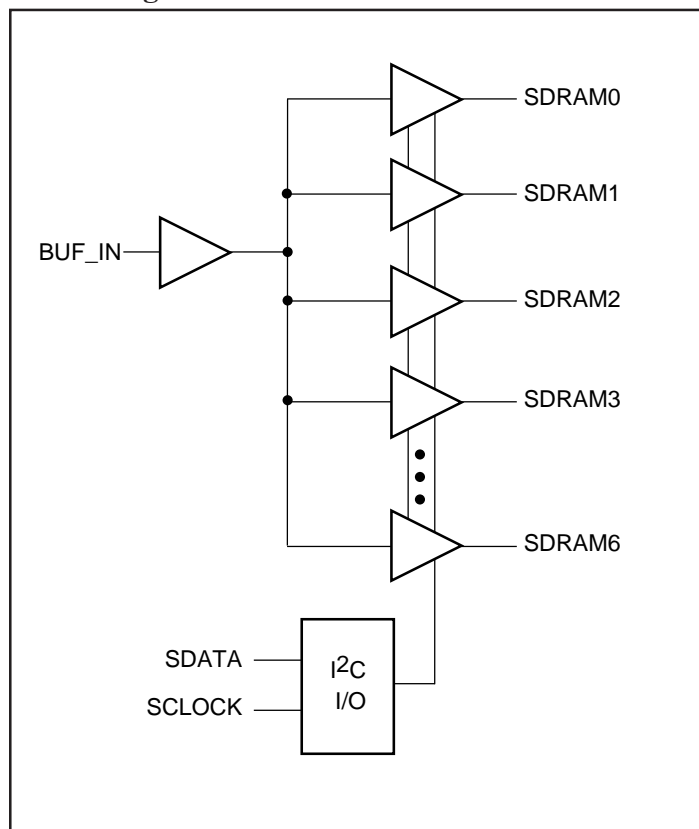 SDRAM0
SDRAM1
BUF_IN
SDRAM2
SDRAM3
SDRAM6
SDATA
I²C
I/O
SCLOCK